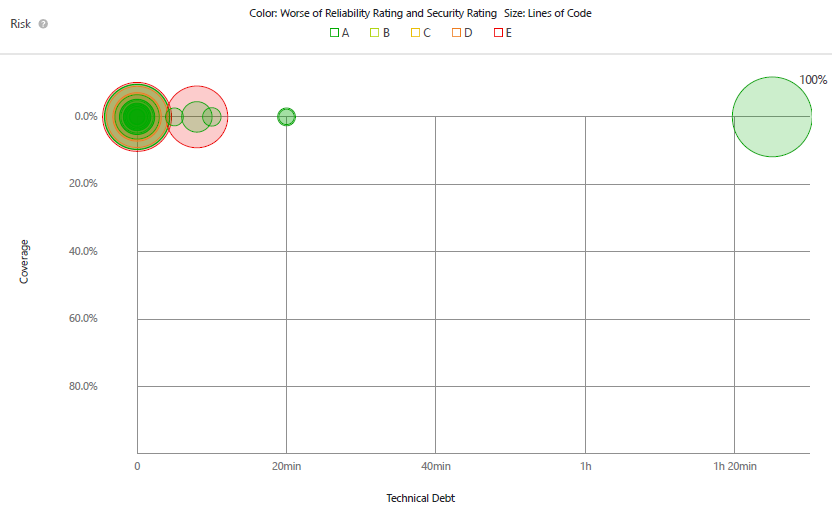 Risk ?
Color: Worse of Reliability Rating and Security Rating Size: Lines of Code
A B C D E
100%
0.0%
20.0%
40.0%
60.0%
80.0%
Coverage
0 20min 40min 1h 1h 20min
Technical Debt